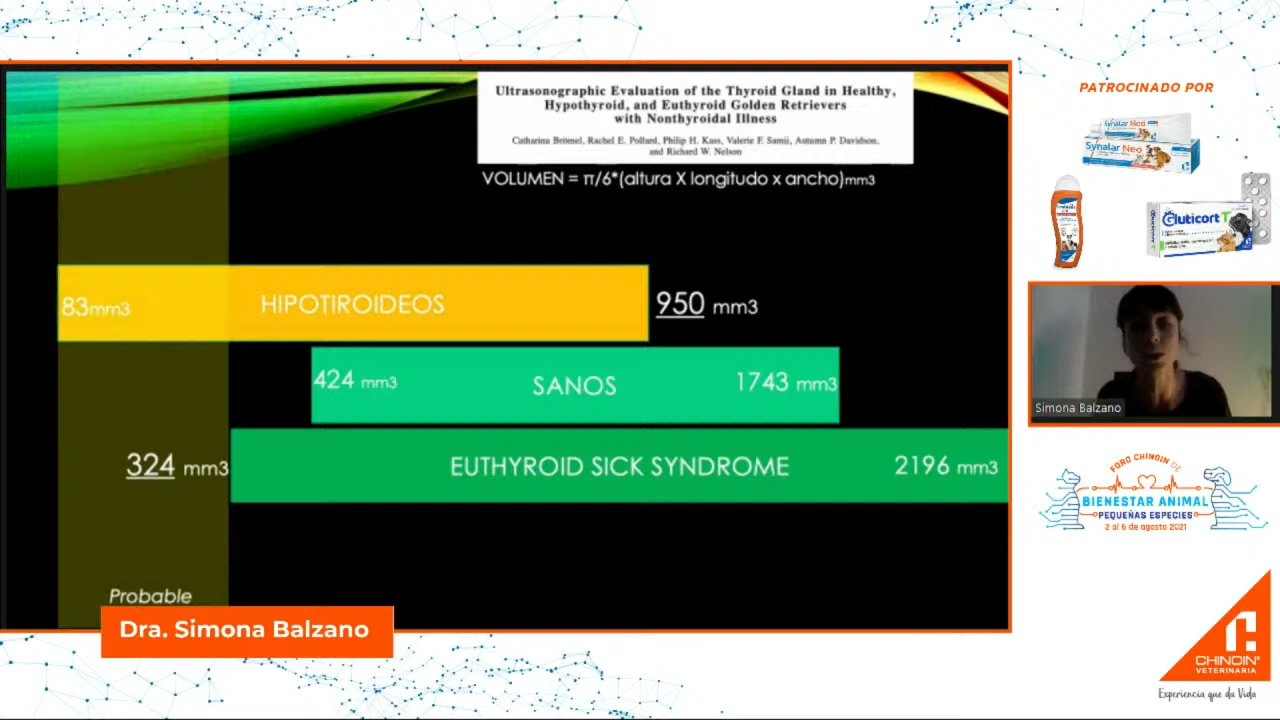 Ultrasonographic Evaluation of the Thyroid Gland in Healthy,
Hypothyroid, and Euthyroid Golden Retrievers
with Nonthyroidal Illness
Catharina Brömel, Rachel E. Pollard, Philip H. Kass, Valerie F. Samii, Autumn P. Davidson,
and Richard W. Nelson
VOLUMEN = π/6*(altura X longitudo x ancho)mm3
83mm3 HIPOTIROIDEOS 950 mm3
424 mm3 SANOS 1743 mm3
324 mm3 EUTHYROID SICK SYNDROME 2196 mm3
Probable
Dra. Simona Balzano
PATROCINADO POR
Synalar Neo
Synalar Neo
Gluticort T
Simona Balzano
FORO CHINOIN DE
BIENESTAR ANIMAL
PEQUEÑAS ESPECIES
2 al 6 de agosto 2021
CHINOIN
VETERINARIA
Experiencia que da Vida